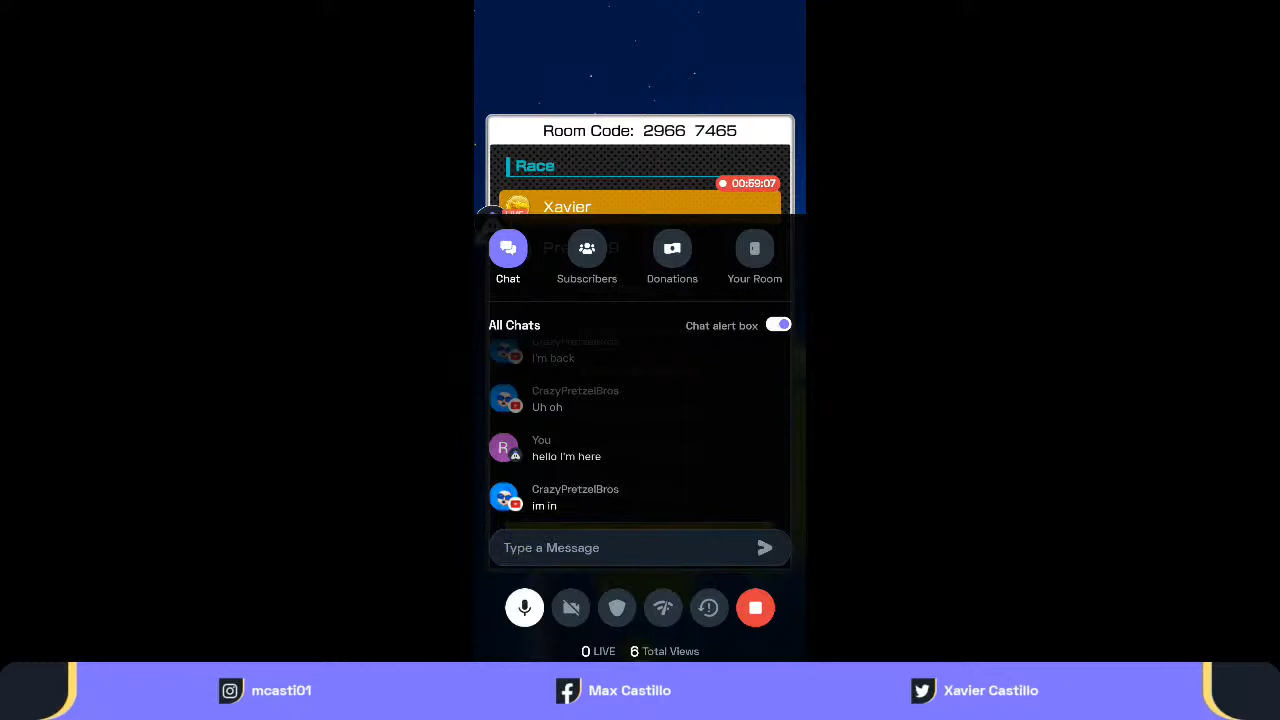 Room Code: 2966 7465
Race
00:59:07
LIVE
Xavier
Chat
Subscribers
Donations
Your Room
All Chats
Chat alert box
CrazyPretzelBros
I'm back
CrazyPretzelBros
Uh oh
R
You
hello I'm here
CrazyPretzelBros
im in
Type a Message
0 LIVE 6 Total Views
mcasti01
Max Castillo
Xavier Castillo